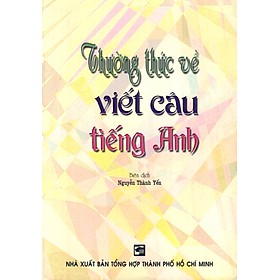 Thường thức về
viết câu
tiếng Anh
Biên dịch
Nguyễn Thành Yến
NHÀ XUẤT BẢN TỔNG HỢP THÀNH PHỐ HỒ CHÍ MINH